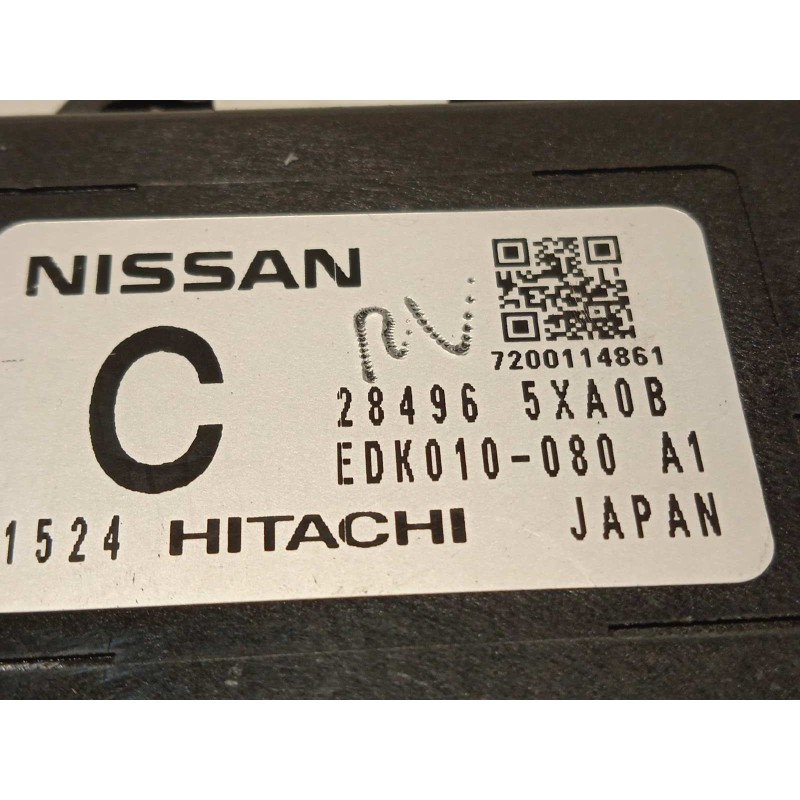 NISSAN
C
7200114861
28496 5XA0B
EDK010-080 A1
1524 HITACHI JAPAN